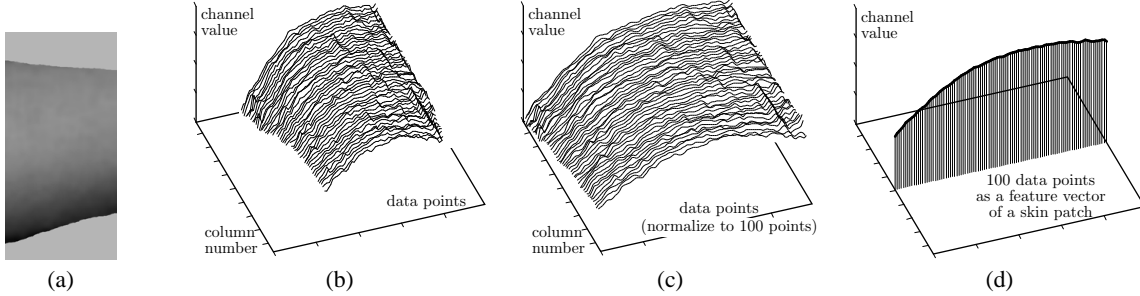 channel
value
data points
column
number
(b)
channel
value
data points
(normalize to 100 points)
column
number
(c)
channel
value
100 data points
as a feature vector
of a skin patch
(d)
(a)